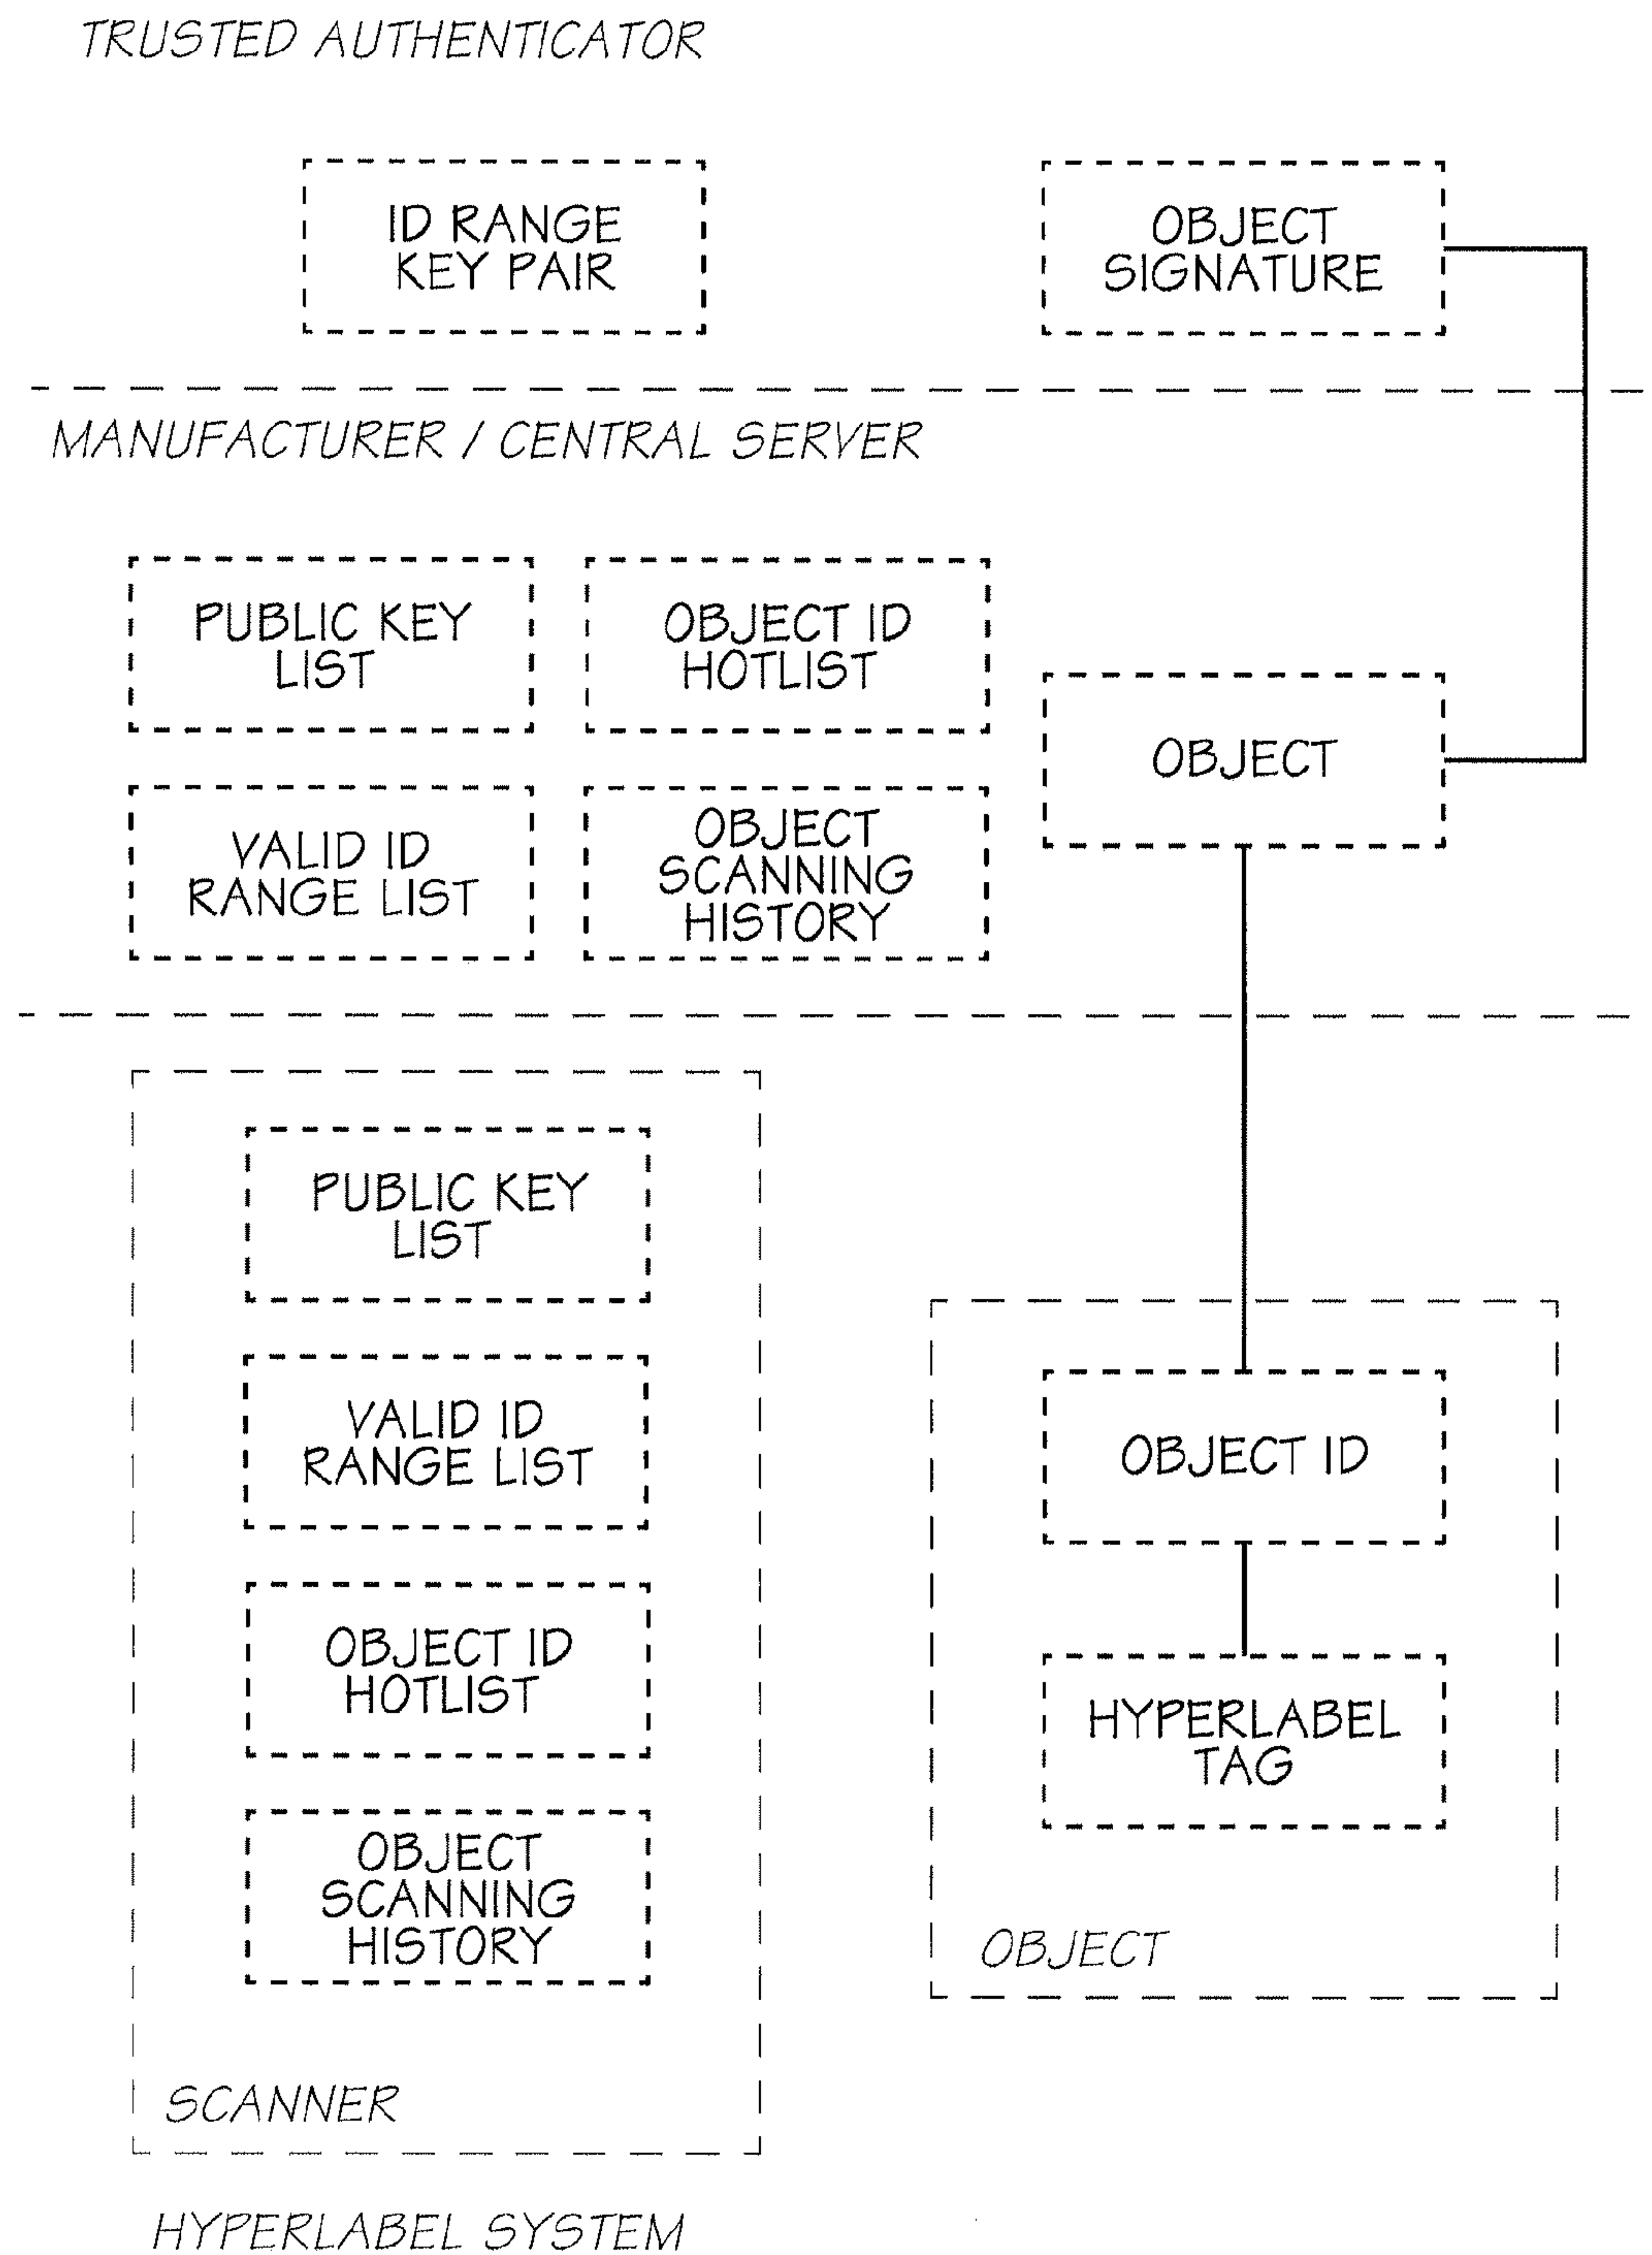 TRUSTED AUTHENTICATOR
ID RANGE
KEY PAIR
OBJECT
SIGNATURE
MANUFACTURER / CENTRAL SERVER
PUBLIC KEY
LIST
OBJECT ID
HOTLIST
OBJECT
VALID ID
RANGE LIST
OBJECT
SCANNING
HISTORY
PUBLIC KEY
LIST
VALID ID
RANGE LIST
OBJECT ID
HOTLIST
OBJECT
SCANNING
HISTORY
SCANNER
OBJECT ID
HYPERLABEL
TAG
OBJECT
HYPERLABEL SYSTEM